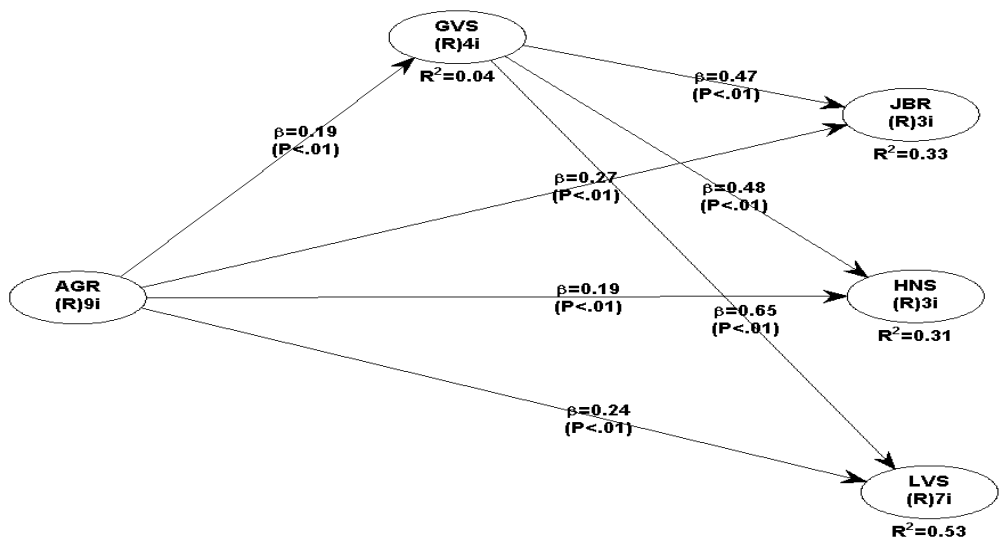 GVS
(R)4i
R²=0.04
β=0.47
(P<.01)
JBR
(R)3i
R²=0.33
β=0.19
(P<.01)
β=0.27
(P<.01)
β=0.48
(P<.01)
AGR
(R)9i
β=0.19
(P<.01)
HNS
(R)3i
R²=0.31
β=0.65
(P<.01)
β=0.24
(P<.01)
LVS
(R)7i
R²=0.53